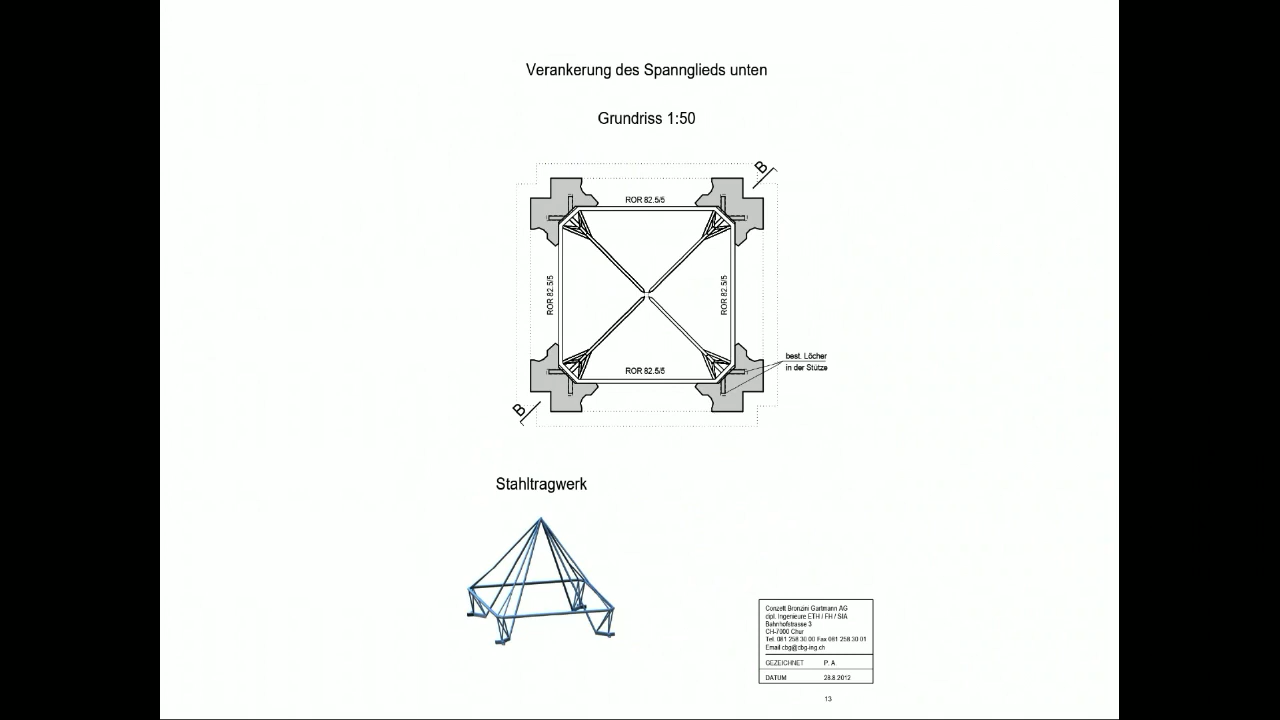 Verankerung des Spannglieds unten
Grundriss 1:50
B
ROR 82.5/5
ROR 82.5/5
ROR 82.5/5
best. Löcher
in der Stütze
ROR 82.5/5
B
Stahltragwerk
Conzett Bronzini Gartmann AG
dipl. Ingenieure ETH / FH / SIA
Bahnhofstrasse 3
CH-7000 Chur
Tel. 081 258 30 00 Fax 081 258 30 01
Email cbg@cbg-ing.ch
GEZEICHNET P. A
DATUM 28.8.2012
13